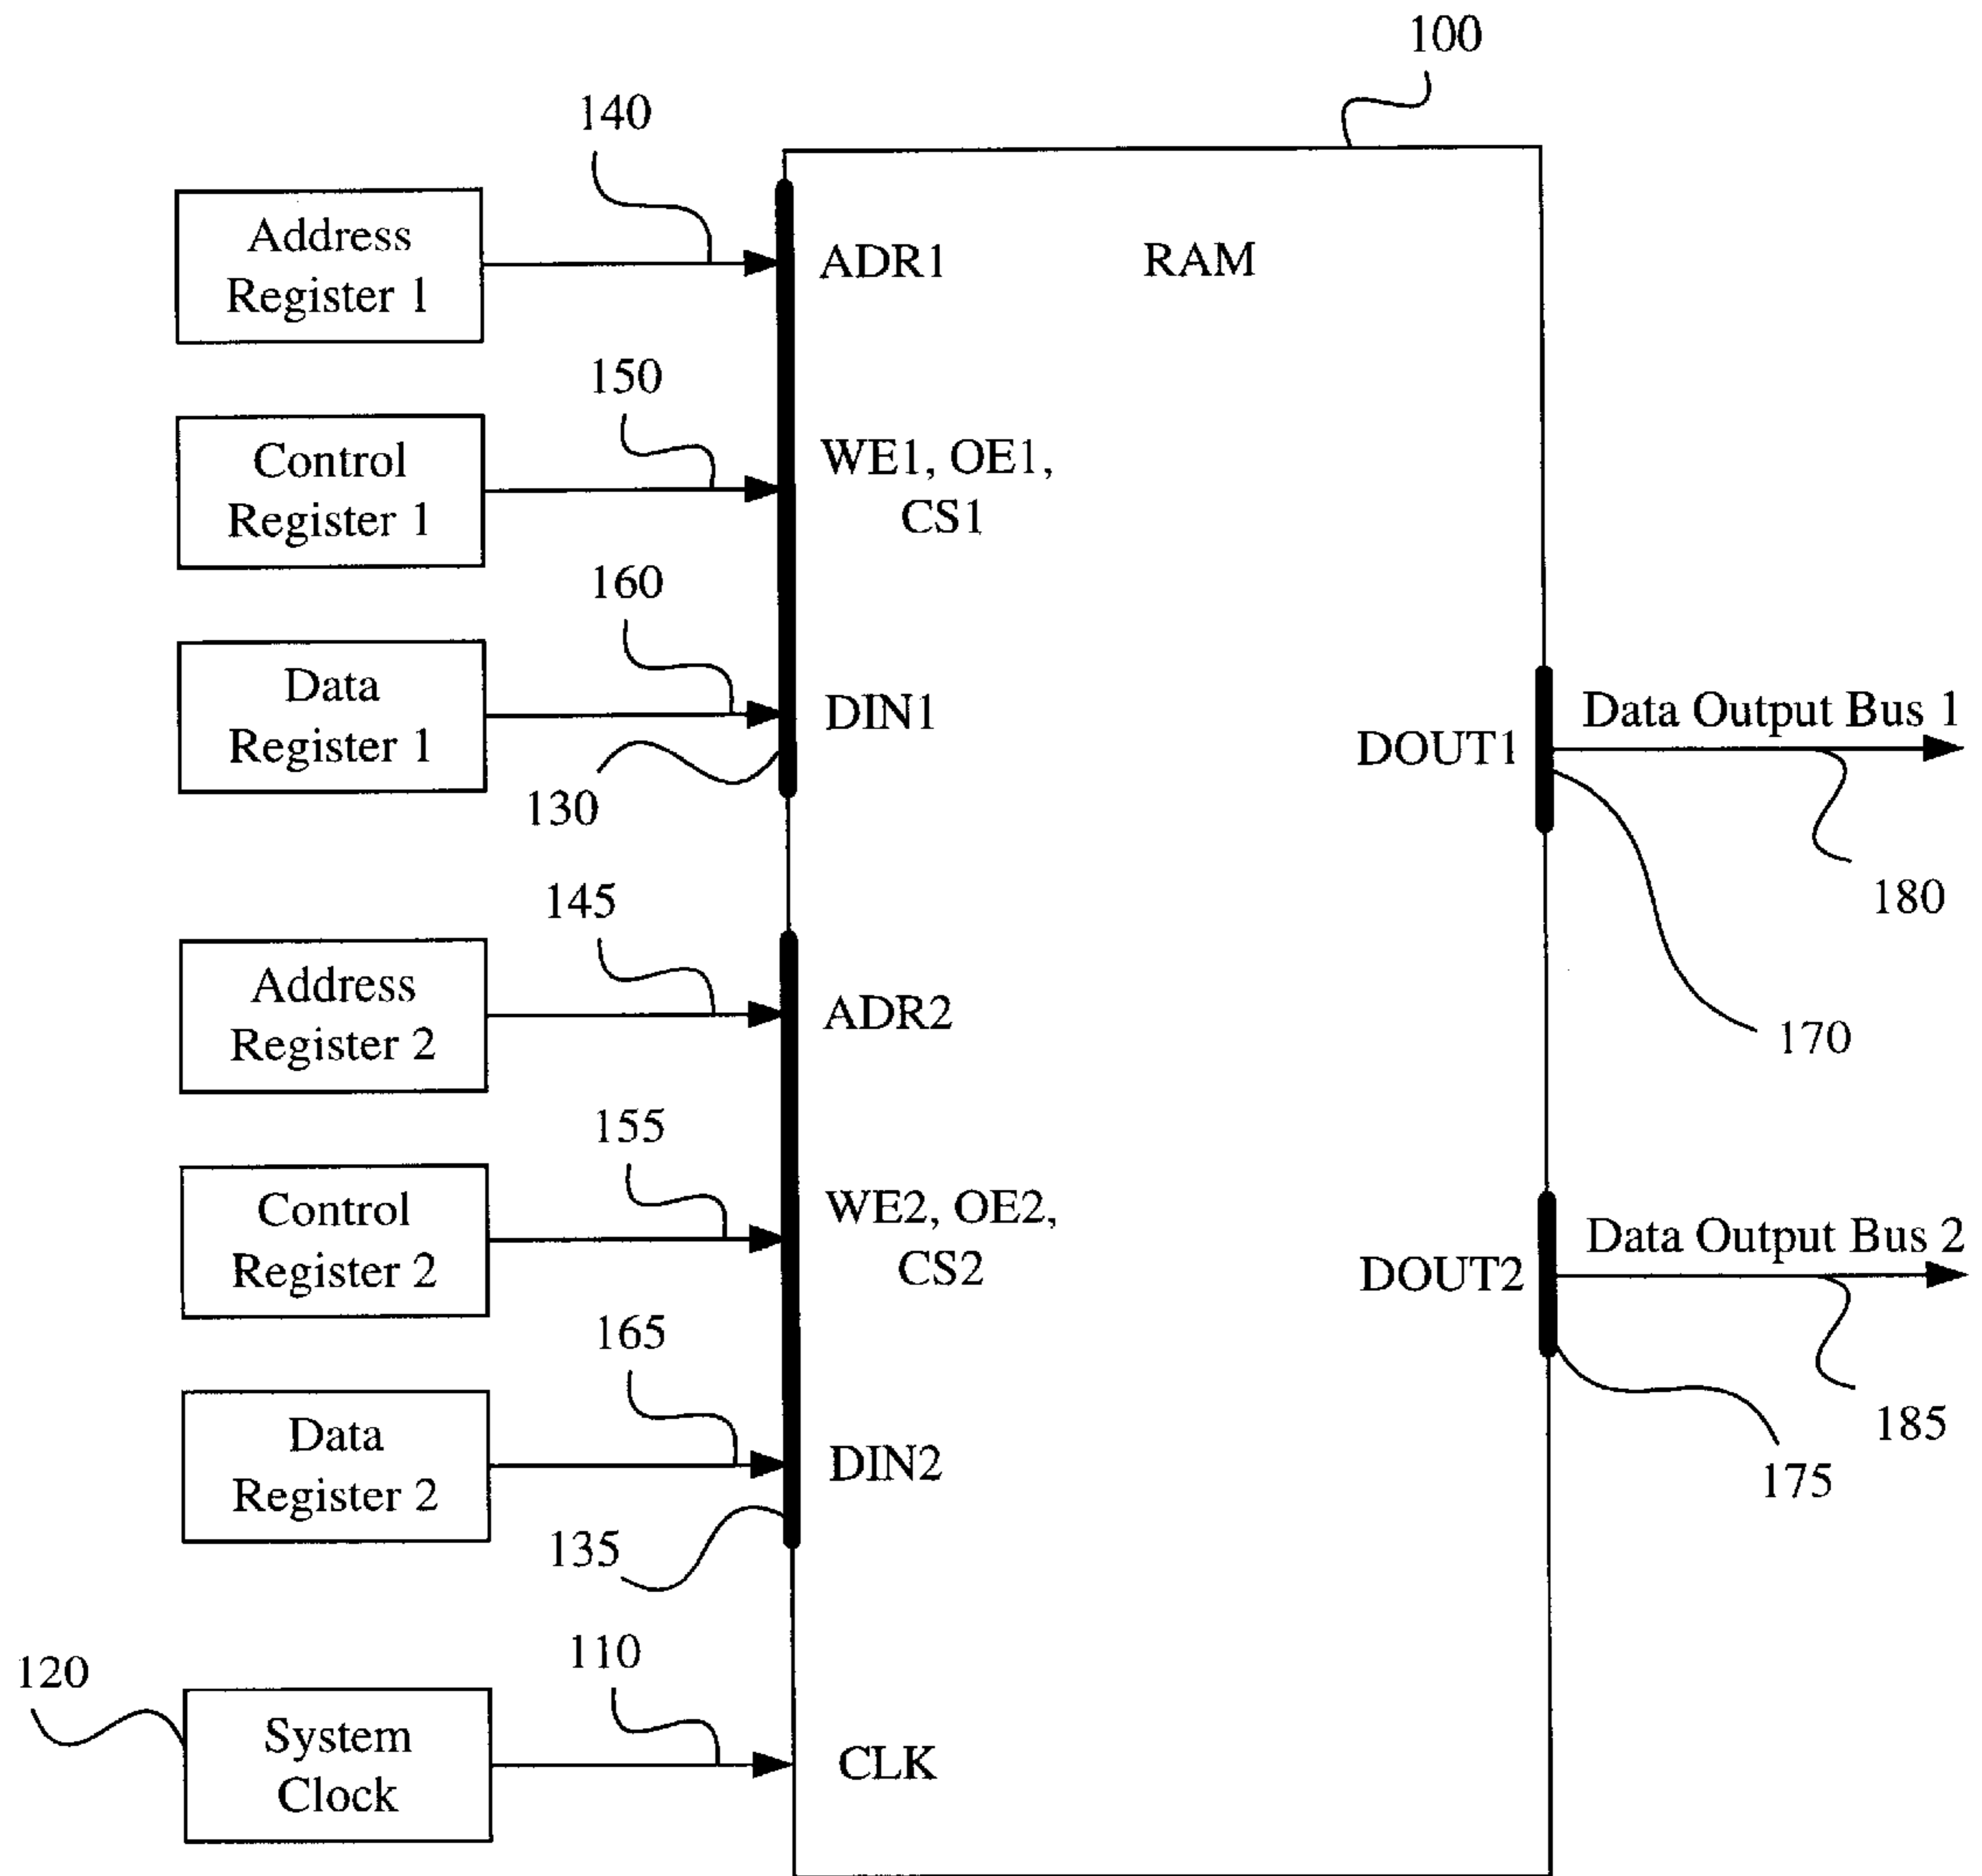 100
140
Address
Register 1
ADR1
RAM
150
Control
Register 1
WE1, OE1,
CS1
160
Data
Register 1
DIN1
130
Data Output Bus 1
DOUT1
180
145
Address
Register 2
ADR2
170
155
Control
Register 2
WE2, OE2,
CS2
Data Output Bus 2
DOUT2
165
185
Data
Register 2
DIN2
175
135
110
120
System
Clock
CLK